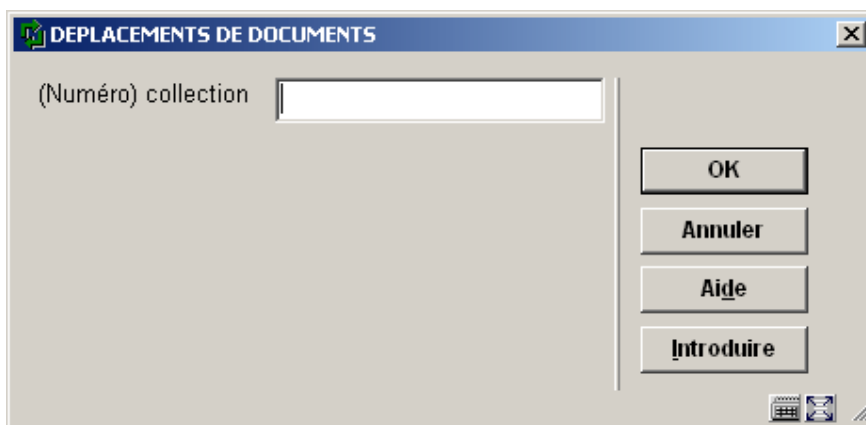 DEPLACEMENTS DE DOCUMENTS
(Numéro) collection
OK
Annuler
Aide
Introduire